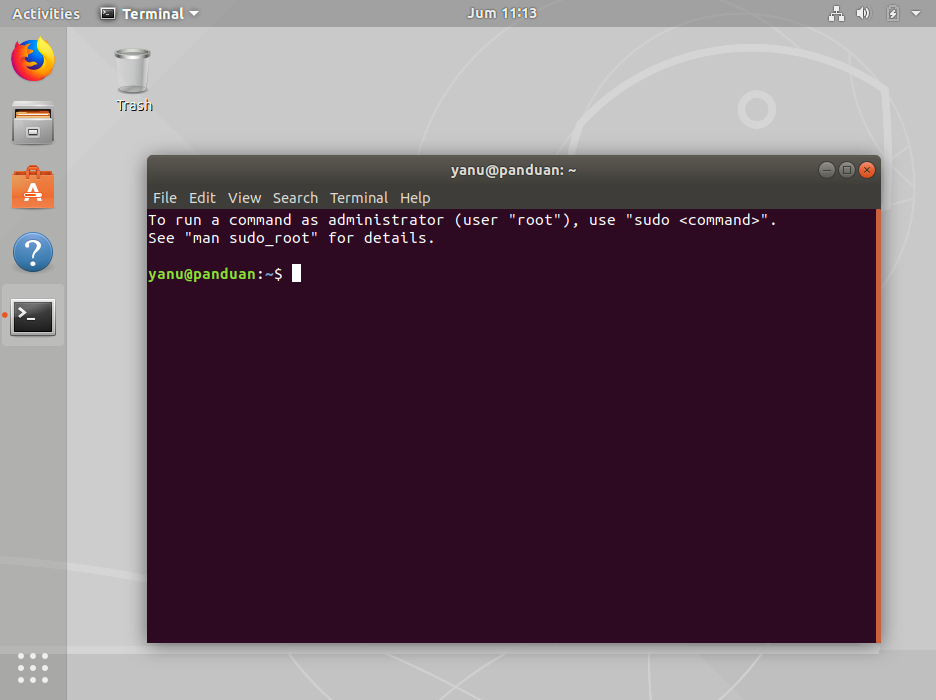 Activities Terminal Jum 11:13
Trash
yanu@panduan: ~
File Edit View Search Terminal Help
To run a command as administrator (user "root"), use "sudo <command>".
See "man sudo_root" for details.
yanu@panduan:~$